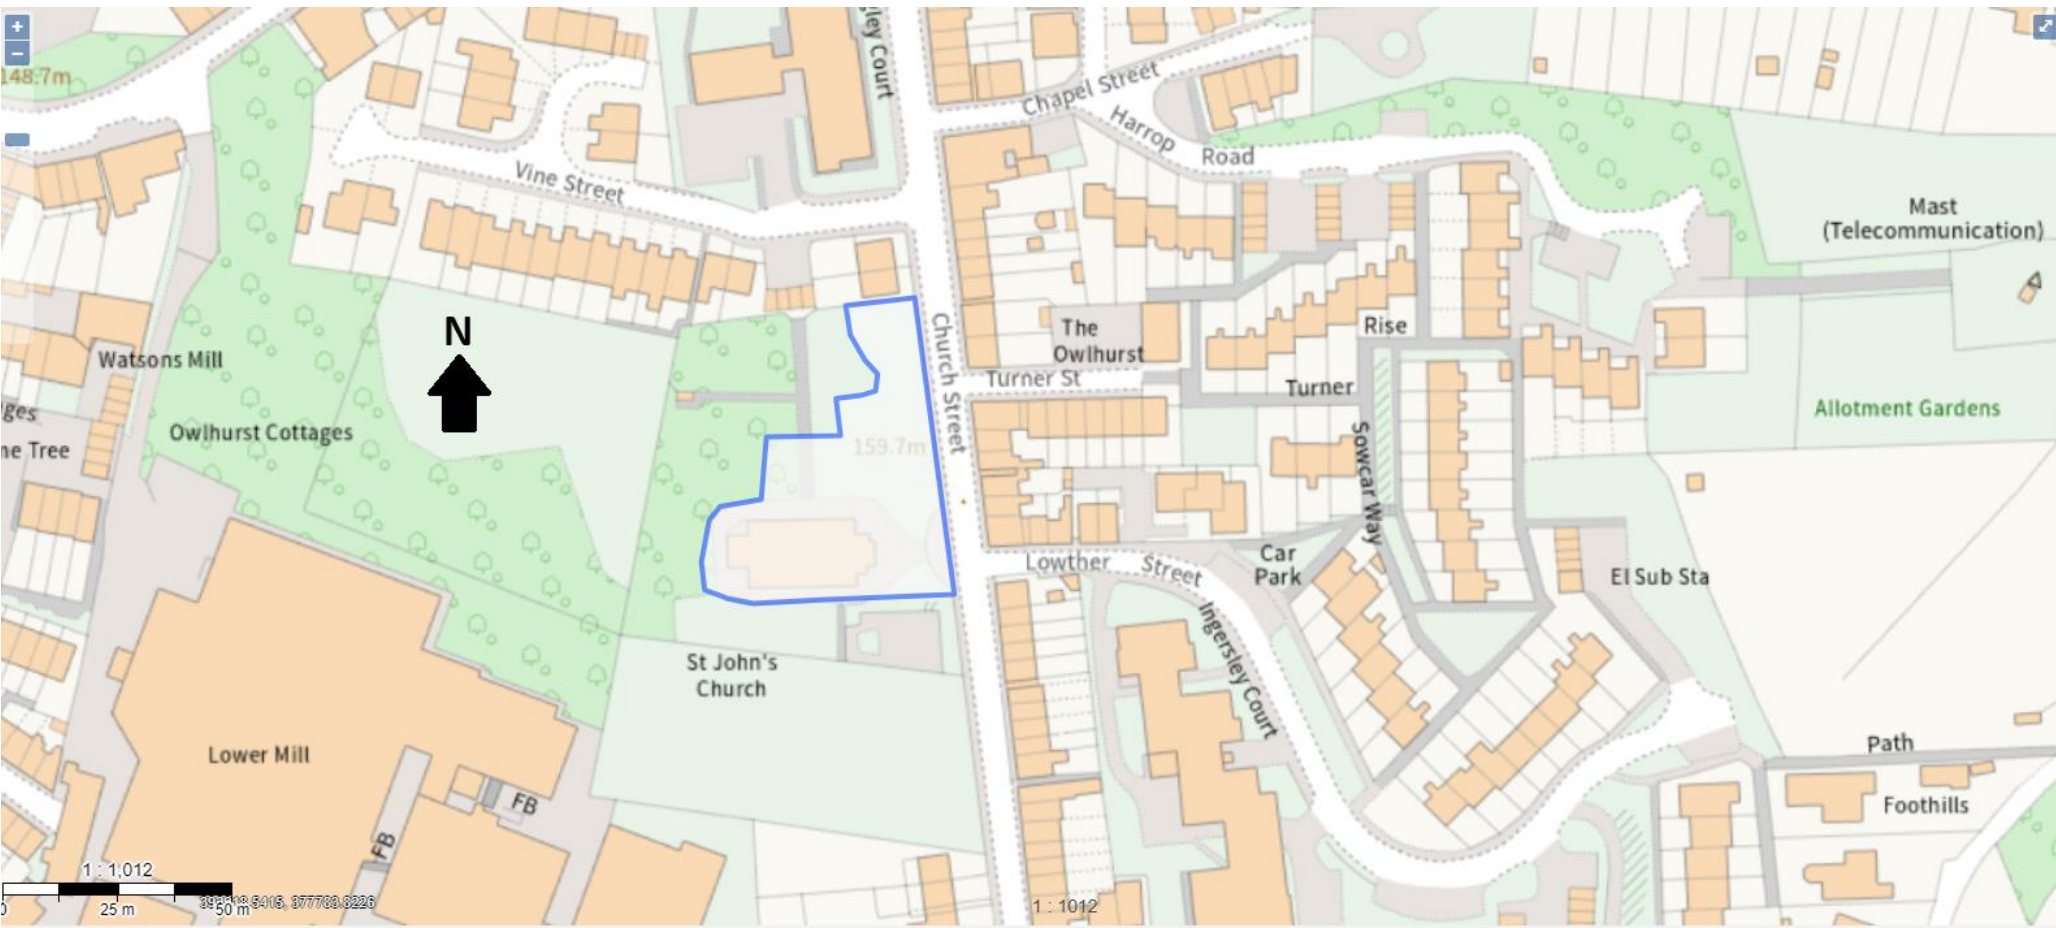 +
−
148.7m
gley Court
Chapel Street
Harrop
Road
Vine Street
Mast
(Telecommunication)
N
Church Street
The
Owlhurst
Rise
Watsons Mill
Turner St
Turner
Allotment Gardens
ges
Owlhurst Cottages
ne Tree
159.7m
Sowcar Way
Car
Park
Lowther Street
El Sub Sta
Ingersley Court
St John's
Church
Lower Mill
Path
FB
Foothills
FB
1 : 1,012
0
25 m
50 m
1 : 1012